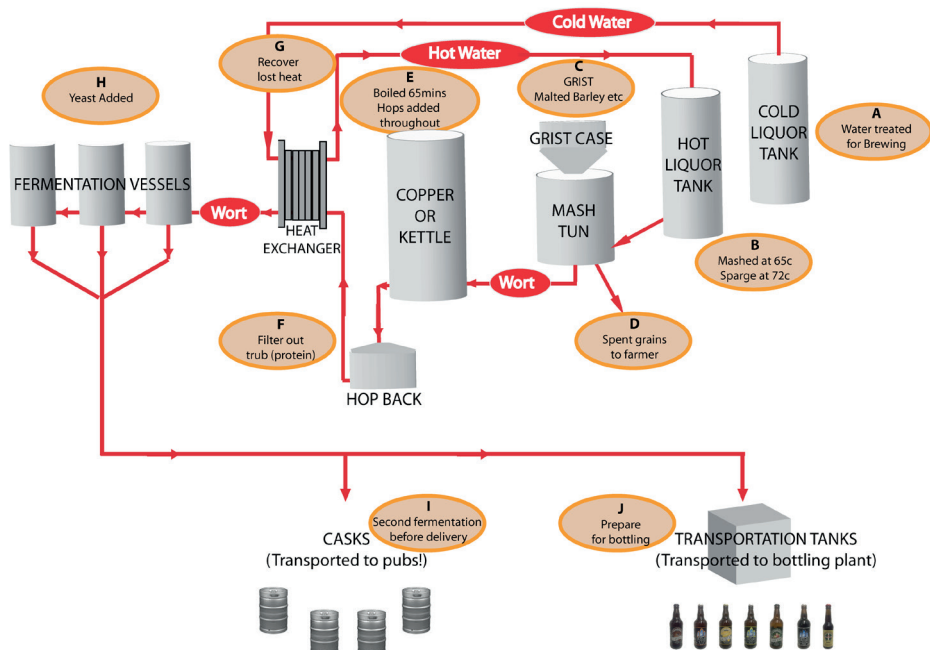 Cold Water
G
Recover
lost heat
Hot Water
H
Yeast Added
E
Boiled 65mins
Hops added
throughout
C
GRIST
Malted Barley etc
GRIST CASE
COLD
LIQUOR
TANK
A
Water treated
for Brewing
HOT
LIQUOR
TANK
FERMENTATION VESSELS
COPPER
OR
KETTLE
MASH
TUN
Wort
HEAT
EXCHANGER
B
Mashed at 65c
Sparge at 72c
Wort
F
Filter out
trub (protein)
D
Spent grains
to farmer
HOP BACK
I
Second fermentation
before delivery
CASKS
(Transported to pubs!)
J
Prepare
for bottling
TRANSPORTATION TANKS
(Transported to bottling plant)